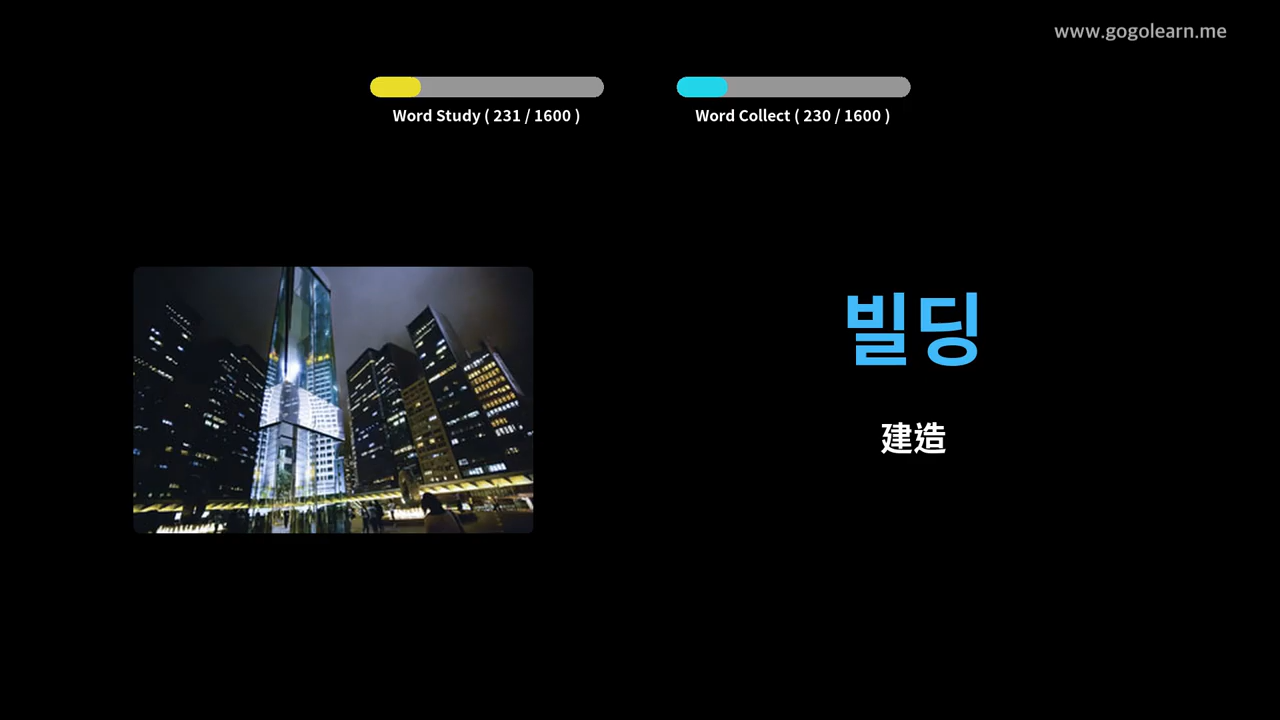 www.gogolearn.me
Word Study ( 231 / 1600 )
Word Collect ( 230 / 1600 )
빌딩
建造